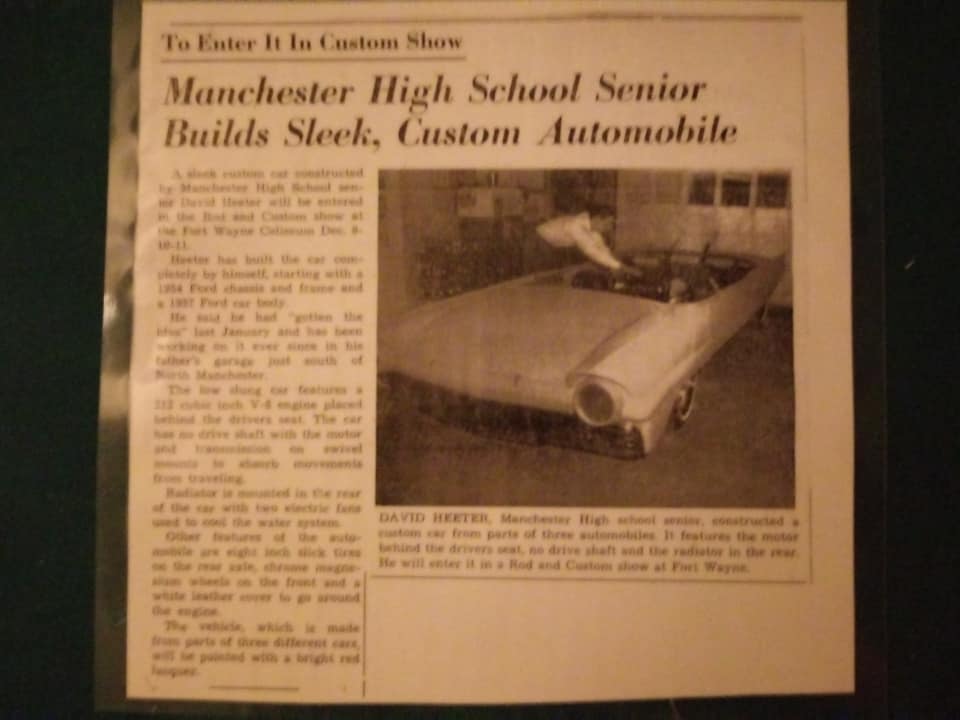 To Enter It In Custom Show
Manchester High School Senior
Builds Sleek, Custom Automobile
A sleek custom car constructed
by Manchester High School sen-
ior David Heeter will be entered
in the Rod and Custom show at
the Fort Wayne Coliseum Dec.
10-11.
Heeter has built the car com-
pletely by himself, starting with a
1954 Ford chassis and frame and
a 1957 Ford car body.
He said he had "gotten the
idea" last January and has been
working on it ever since in his
father's garage just south of
North Manchester.
The low slung car features a
cubic inch V-8 engine placed
behind the drivers seat. The car
has no drive shaft with the motor
and transmission on swivel
mounts to absorb movements
from traveling.
Radiator is mounted in the rear
of the car with two electric fans
used to cool the water system.
Other features of the auto-
mobile are eight inch slick tires
on the rear axle, chrome magne-
sium wheels on the front and a
white leather cover to go around
the engine.
The vehicle, which is made
from parts of three different cars,
will be painted with a bright red
lacquer.
DAVID HEETER, Manchester High school senior, constructed a
custom car from parts of three automobiles. It features the motor
behind the drivers seat, no drive shaft and the radiator in the rear.
He will enter it in a Rod and Custom show at Fort Wayne.